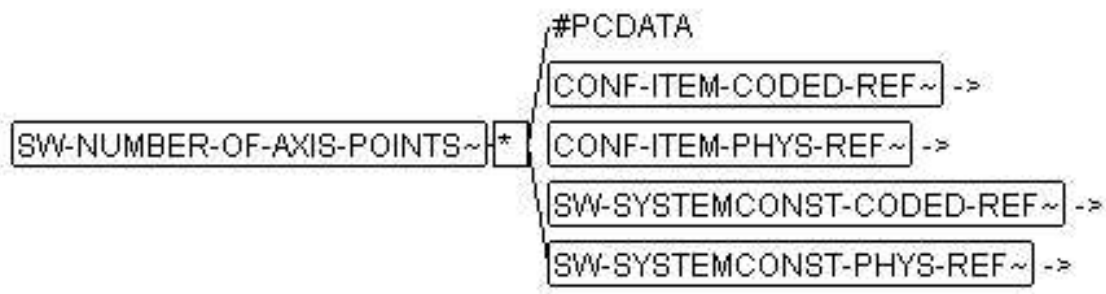 #PCDATA
CONF-ITEM-CODED-REF~ ->
SW-NUMBER-OF-AXIS-POINTS~ * CONF-ITEM-PHYS-REF~ ->
SW-SYSTEMCONST-CODED-REF~ ->
SW-SYSTEMCONST-PHYS-REF~ ->